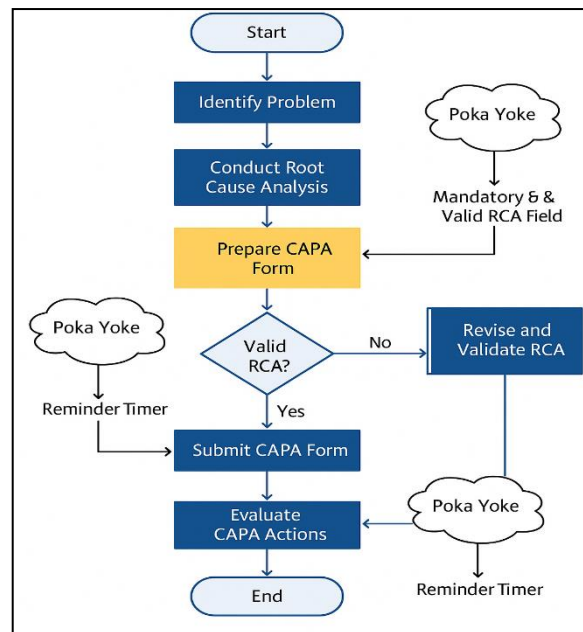 Start
Identify Problem
Poka Yoke
Conduct Root
Cause Analysis
Mandatory & &
Valid RCA Field
Prepare CAPA
Form
Poka Yoke
Valid
RCA?
No
Revise and
Validate RCA
Reminder Timer
Yes
Submit CAPA Form
Evaluate
CAPA Actions
Poka Yoke
End
Reminder Timer